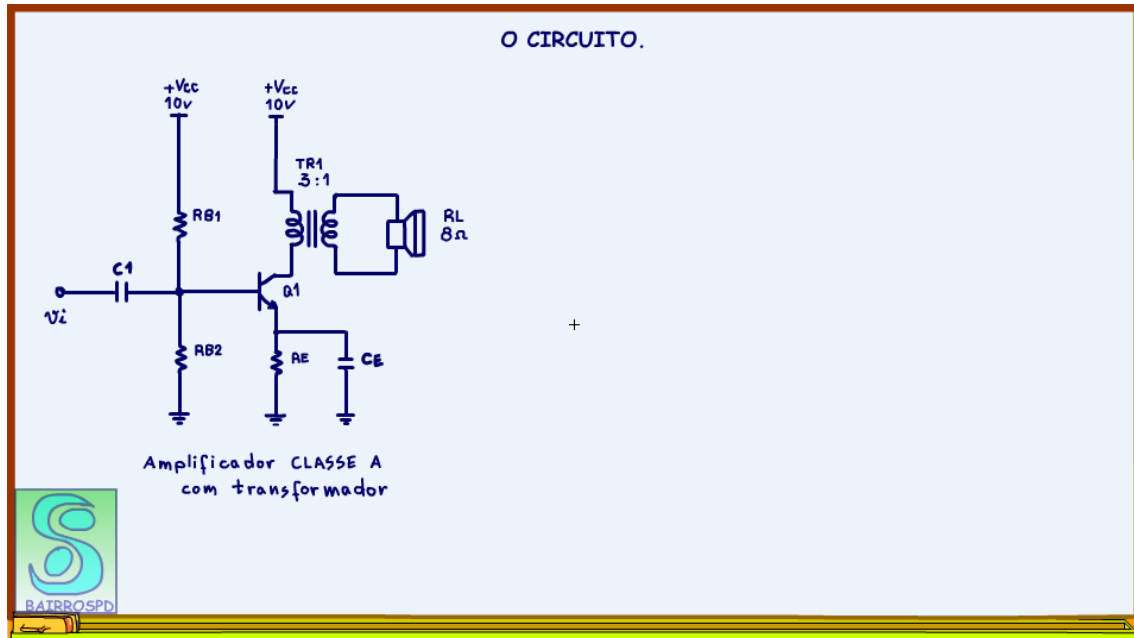 O CIRCUITO.
+Vcc
10v
+Vcc
10V
TR1
3:1
RB1
RL
8Ω
C1
Q1
vi
RB2
RE
CE
Amplificador CLASSE A
com transformador
BAIRROSPD